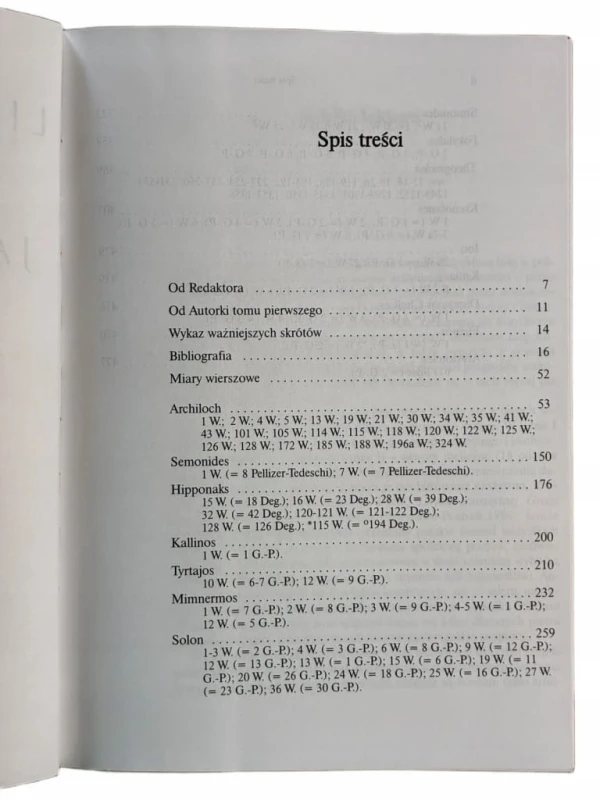 Spis treści
Od Redaktora . . . . . . . . . . . . . . . . . . . . . . . . . . . . . . . . . . . . . . . . 7
Od Autorki tomu pierwszego . . . . . . . . . . . . . . . . . . . . . . . . . . . . . 11
Wykaz ważniejszych skrótów . . . . . . . . . . . . . . . . . . . . . . . . . . . . . 14
Bibliografia . . . . . . . . . . . . . . . . . . . . . . . . . . . . . . . . . . . . . . . . . . 16
Miary wierszowe . . . . . . . . . . . . . . . . . . . . . . . . . . . . . . . . . . . . . . 52
Archiloch . . . . . . . . . . . . . . . . . . . . . . . . . . . . . . . . . . . . . . . . . . . 53
1 W.; 2 W.; 4 W.; 5 W.; 13 W.; 19 W.; 21 W.; 30 W.; 34 W.; 35 W.; 41 W.;
43 W.; 101 W.; 105 W.; 114 W.; 115 W.; 118 W.; 120 W.; 122 W.; 125 W.;
126 W.; 128 W.; 172 W.; 185 W.; 188 W.; 196a W.; 324 W.
Semonides . . . . . . . . . . . . . . . . . . . . . . . . . . . . . . . . . . . . . . . . . . 150
1 W. (= 8 Pellizer-Tedeschi); 7 W. (= 7 Pellizer-Tedeschi).
Hipponaks . . . . . . . . . . . . . . . . . . . . . . . . . . . . . . . . . . . . . . . . . . 176
15 W. (= 18 Deg.); 16 W. (= 23 Deg.); 28 W. (= 39 Deg.);
32 W. (= 42 Deg.); 120-121 W. (= 121-122 Deg.);
128 W. (= 126 Deg.); *115 W. (= º194 Deg.).
Kallinos . . . . . . . . . . . . . . . . . . . . . . . . . . . . . . . . . . . . . . . . . . . . 200
1 W. (= 1 G.-P.).
Tyrtajos . . . . . . . . . . . . . . . . . . . . . . . . . . . . . . . . . . . . . . . . . . . . 210
10 W. (= 6-7 G.-P.); 12 W. (= 9 G.-P.).
Mimnermos . . . . . . . . . . . . . . . . . . . . . . . . . . . . . . . . . . . . . . . . . 232
1 W. (= 7 G.-P.); 2 W. (= 8 G.-P.); 3 W. (= 9 G.-P.); 4-5 W. (= 1 G.-P.);
12 W. (= 5 G.-P.).
Solon . . . . . . . . . . . . . . . . . . . . . . . . . . . . . . . . . . . . . . . . . . . . . . 259
1-3 W. (= 2 G.-P.); 4 W. (= 3 G.-P.); 6 W. (= 8 G.-P.); 9 W. (= 12 G.-P.);
12 W. (= 13 G.-P.); 13 W. (= 1 G.-P.); 15 W. (= 6 G.-P.); 19 W. (= 11
G.-P.); 20 W. (= 26 G.-P.); 24 W. (= 18 G.-P.); 25 W. (= 16 G.-P.); 27 W.
(= 23 G.-P.); 36 W. (= 30 G.-P.).